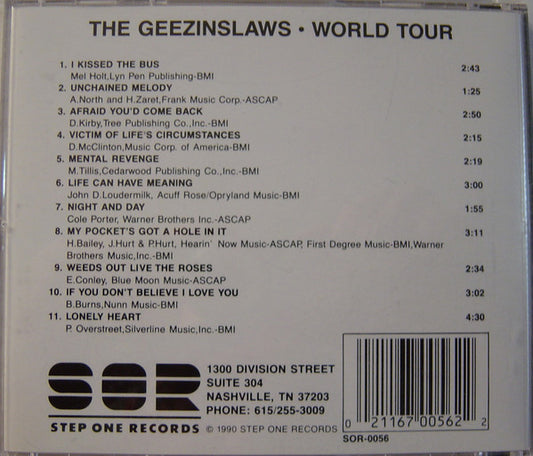 THE GEEZINSLAWS • WORLD TOUR
1. I KISSED THE BUS 2:43
Mel Holt,Lyn Pen Publishing-BMI
2. UNCHAINED MELODY 1:25
A.North and H.Zaret,Frank Music Corp.-ASCAP
3. AFRAID YOU'D COME BACK 2:50
D.Kirby,Tree Publishing Co.,Inc.-BMI
4. VICTIM OF LIFE'S CIRCUMSTANCES 2:15
D.McClinton,Music Corp. of America-BMI
5. MENTAL REVENGE 2:19
M.Tillis,Cedarwood Publishing Co.,Inc.-BMI
6. LIFE CAN HAVE MEANING 3:00
John D.Loudermilk, Acuff Rose/Opryland Music-BMI
7. NIGHT AND DAY 1:55
Cole Porter, Warner Brothers Inc.-ASCAP
8. MY POCKET'S GOT A HOLE IN IT 3:11
H.Bailey, J.Hurt & P.Hurt, Hearin' Now Music-ASCAP, First Degree Music-BMI,Warner
Brothers Music,Inc.-BMI
9. WEEDS OUT LIVE THE ROSES 2:34
E.Conley, Blue Moon Music-ASCAP
10. IF YOU DON'T BELIEVE I LOVE YOU 3:02
B.Burns,Nunn Music-BMI
11. LONELY HEART 4:30
P. Overstreet,Silverline Music,Inc.-BMI
SOR
STEP ONE RECORDS
1300 DIVISION STREET
SUITE 304
NASHVILLE, TN 37203
PHONE: 615/255-3009
© 1990 STEP ONE RECORDS
0 21167 00562 2
SOR-0056